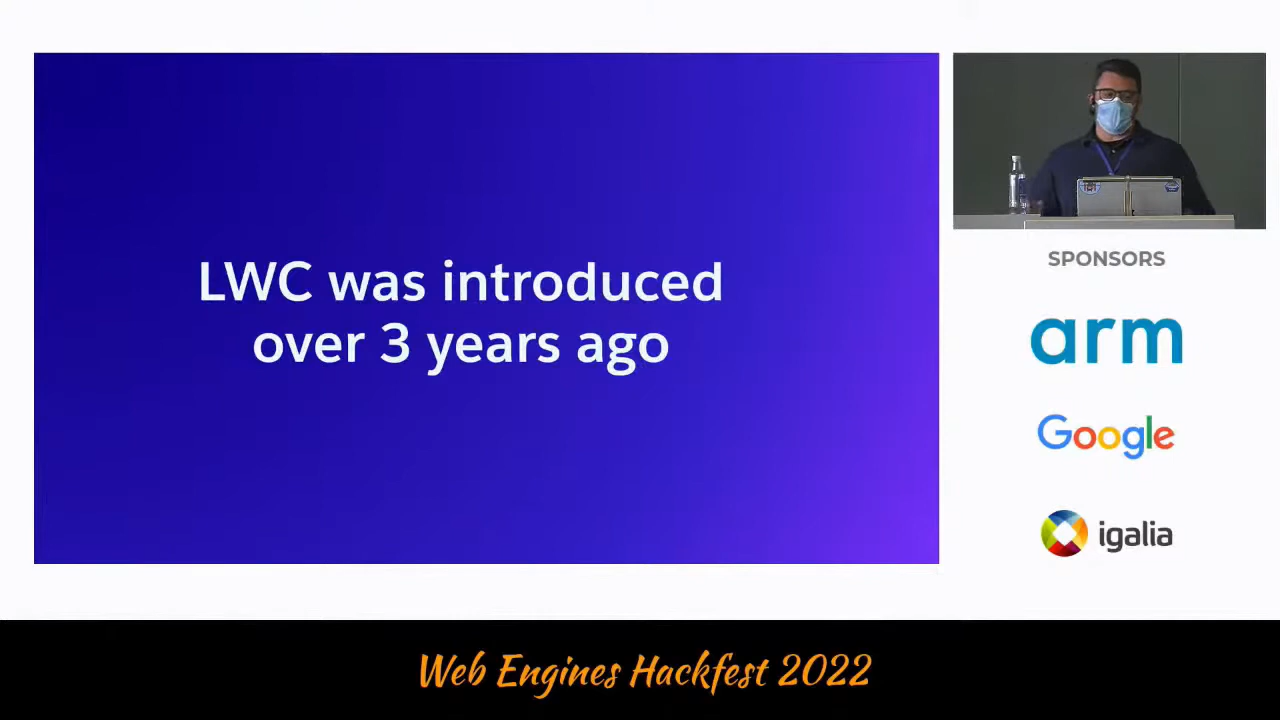 LWC was introduced
over 3 years ago
SPONSORS
arm
Google
igalia
Web Engines Hackfest 2022